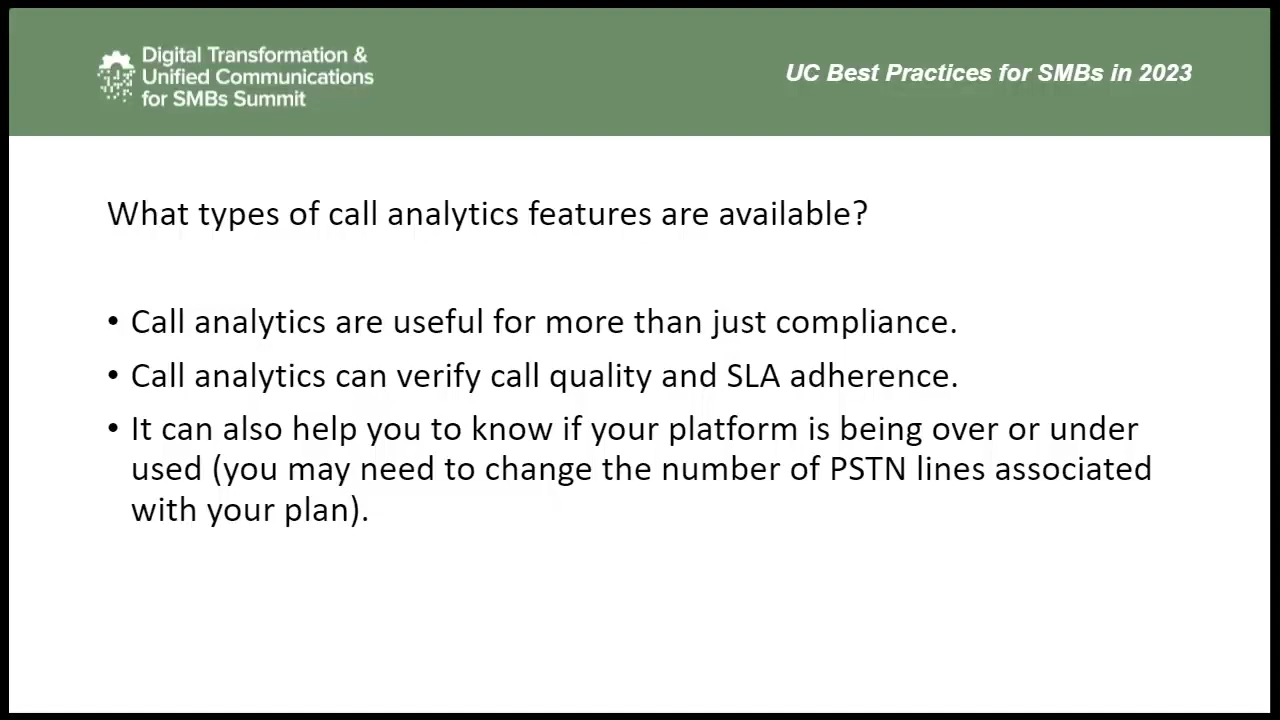 Digital Transformation &
Unified Communications
for SMBs Summit
UC Best Practices for SMBs in 2023
What types of call analytics features are available?
• Call analytics are useful for more than just compliance.
• Call analytics can verify call quality and SLA adherence.
• It can also help you to know if your platform is being over or under
used (you may need to change the number of PSTN lines associated
with your plan).